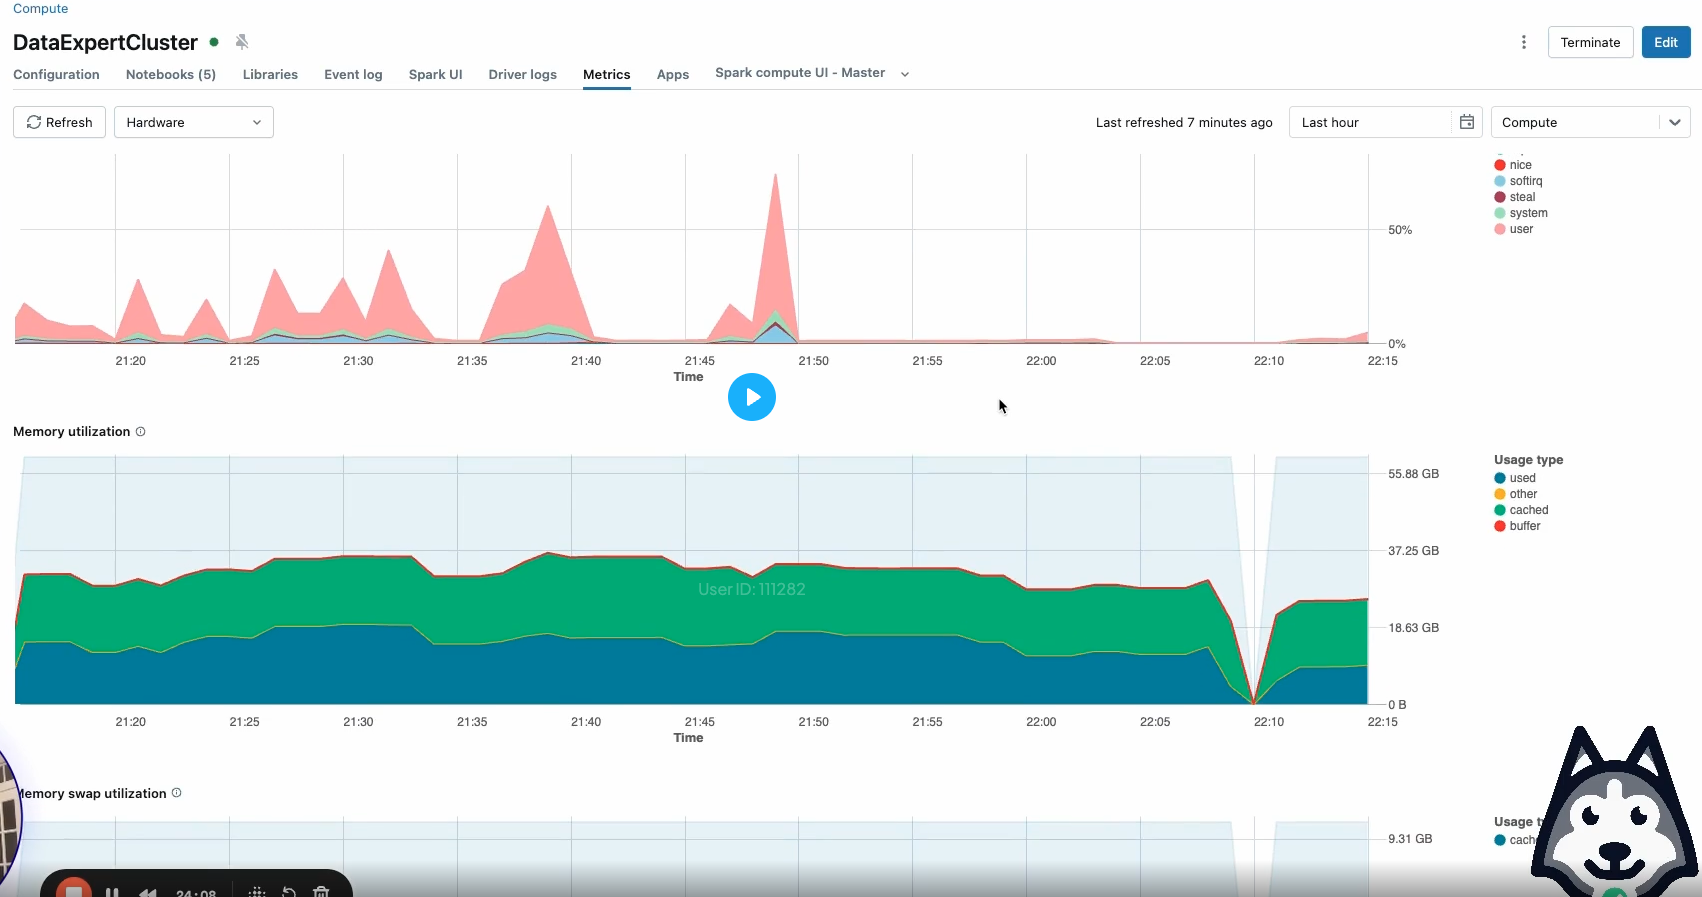 Compute
DataExpertCluster
Terminate
Edit
Configuration
Notebooks (5)
Libraries
Event log
Spark UI
Driver logs
Metrics
Apps
Spark compute UI - Master
Refresh
Hardware
Last refreshed 7 minutes ago
Last hour
Compute
nice
softirq
steal
system
user
50%
0%
21:20
21:25
21:30
21:35
21:40
21:45
21:50
21:55
22:00
22:05
22:10
22:15
Time
Memory utilization
Usage type
used
other
cached
buffer
55.88 GB
37.25 GB
18.63 GB
0 B
User ID: 111282
21:20
21:25
21:30
21:35
21:40
21:45
21:50
21:55
22:00
22:05
22:10
22:15
Time
Memory swap utilization
Usage t
cach
9.31 GB
24:08